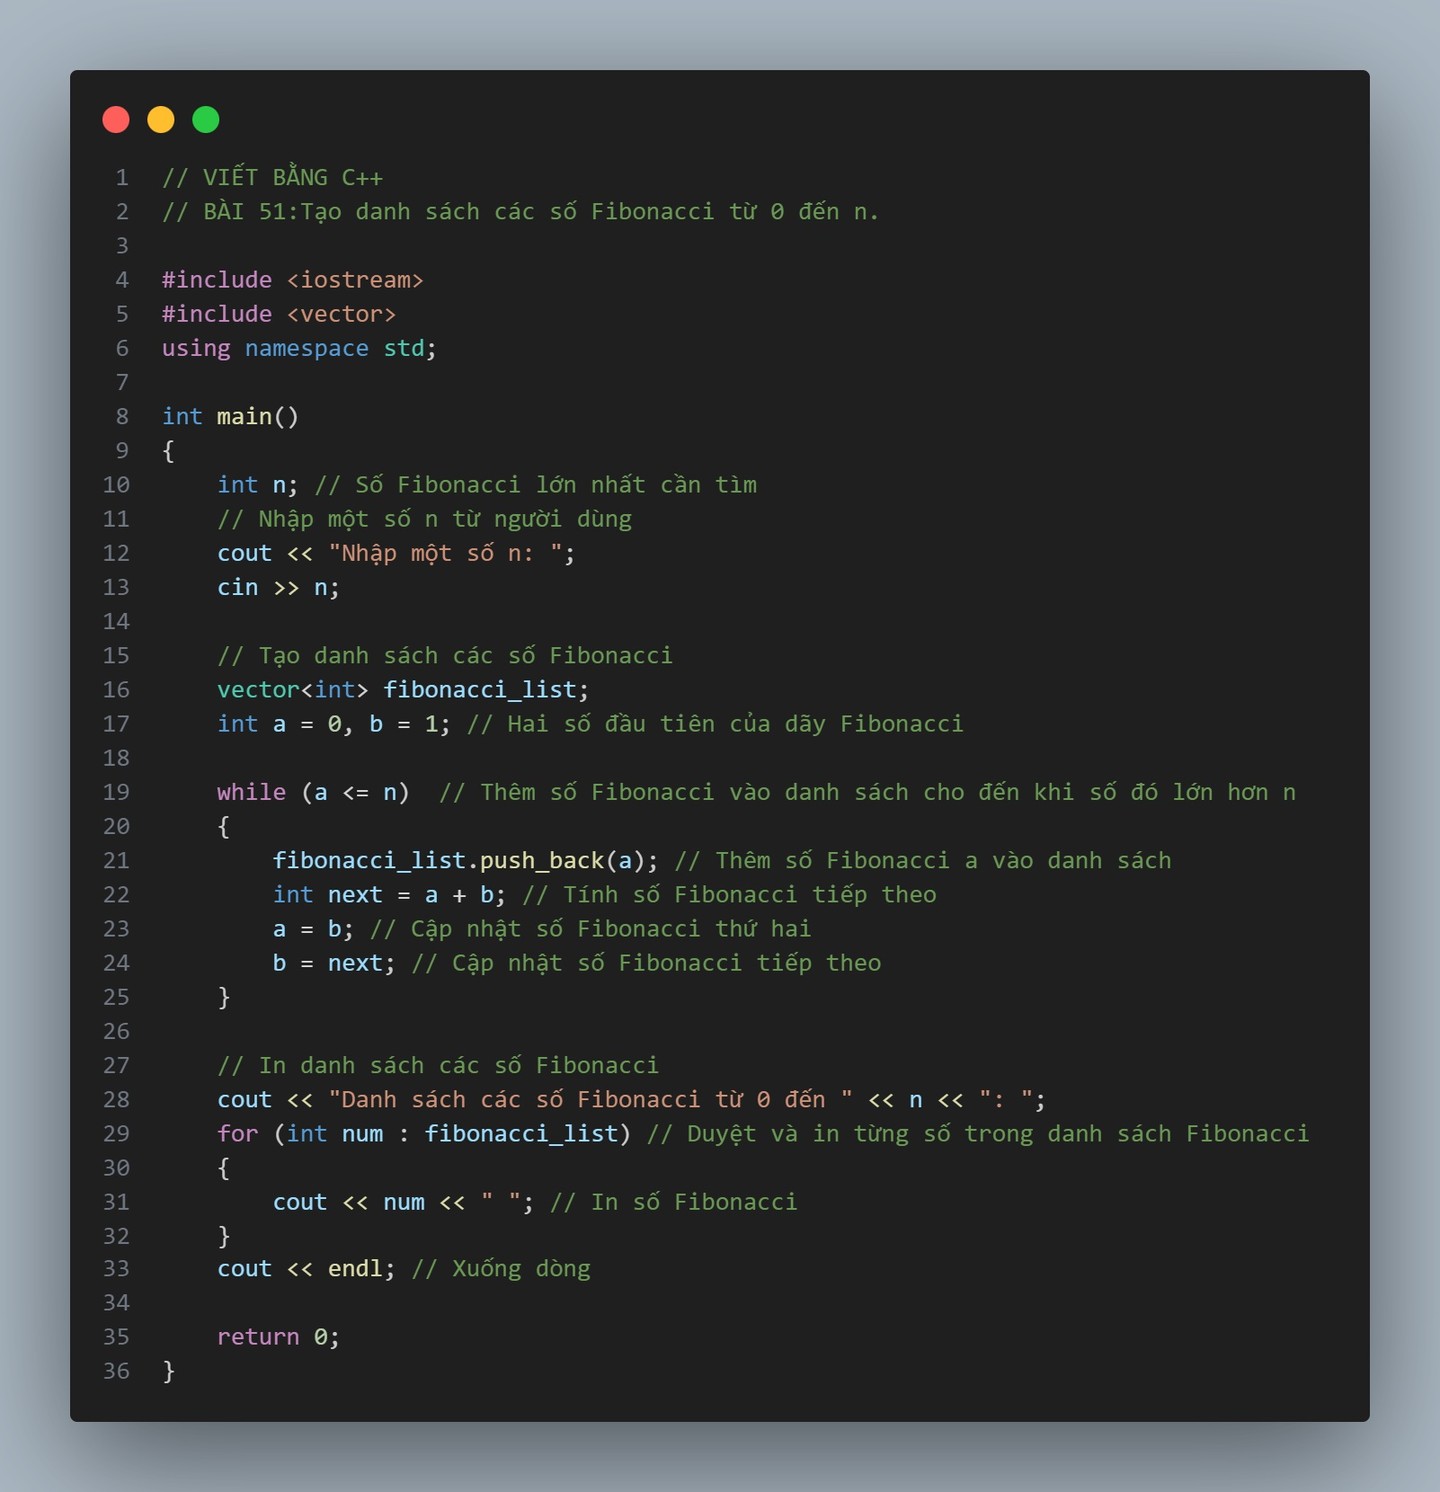 1 // VIẾT BẰNG C++
2 // BÀI 51:Tạo danh sách các số Fibonacci từ 0 đến n.
3
4 #include <iostream>
5 #include <vector>
6 using namespace std;
7
8 int main()
9 {
10     int n; // Số Fibonacci lớn nhất cần tìm
11     // Nhập một số n từ người dùng
12     cout << "Nhập một số n: ";
13     cin >> n;
14
15     // Tạo danh sách các số Fibonacci
16     vector<int> fibonacci_list;
17     int a = 0, b = 1; // Hai số đầu tiên của dãy Fibonacci
18
19     while (a <= n)  // Thêm số Fibonacci vào danh sách cho đến khi số đó lớn hơn n
20     {
21         fibonacci_list.push_back(a); // Thêm số Fibonacci a vào danh sách
22         int next = a + b; // Tính số Fibonacci tiếp theo
23         a = b; // Cập nhật số Fibonacci thứ hai
24         b = next; // Cập nhật số Fibonacci tiếp theo
25     }
26
27     // In danh sách các số Fibonacci
28     cout << "Danh sách các số Fibonacci từ 0 đến " << n << ": ";
29     for (int num : fibonacci_list) // Duyệt và in từng số trong danh sách Fibonacci
30     {
31         cout << num << " "; // In số Fibonacci
32     }
33     cout << endl; // Xuống dòng
34
35     return 0;
36 }